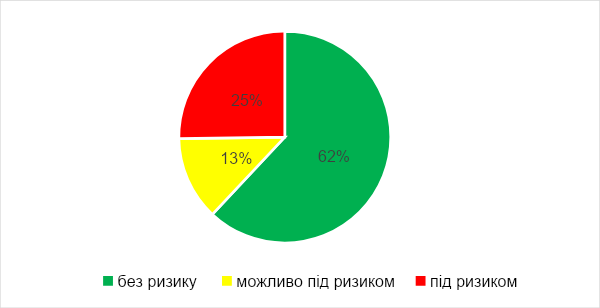 25%
13%
62%
без ризику
можливо під ризиком
під ризиком